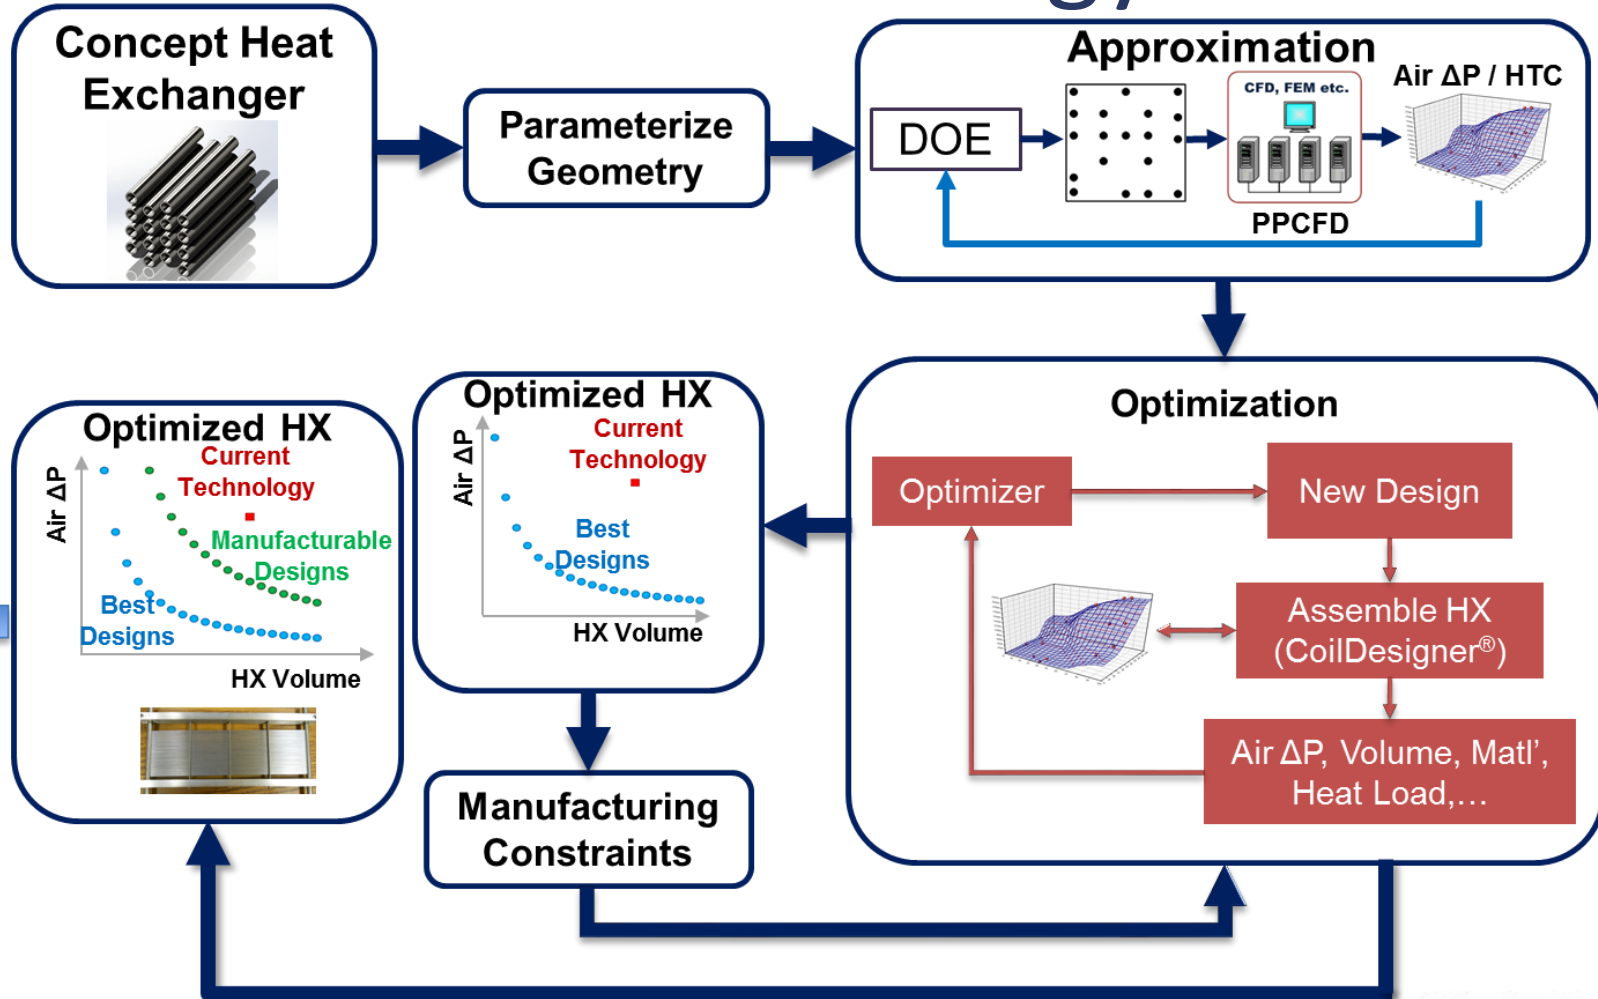 Concept Heat
Exchanger
Parameterize
Geometry
Approximation
DOE
CFD, FEM etc.
PPCFD
Air ΔP / HTC
Optimization
Optimizer
New Design
Assemble HX
(CoilDesigner®)
Air ΔP, Volume, Matl’,
Heat Load,…
Optimized HX
Current
Technology
Air ΔP
Best
Designs
HX Volume
Manufacturing
Constraints
Optimized HX
Current
Technology
Air ΔP
Manufacturable
Designs
Best
Designs
HX Volume